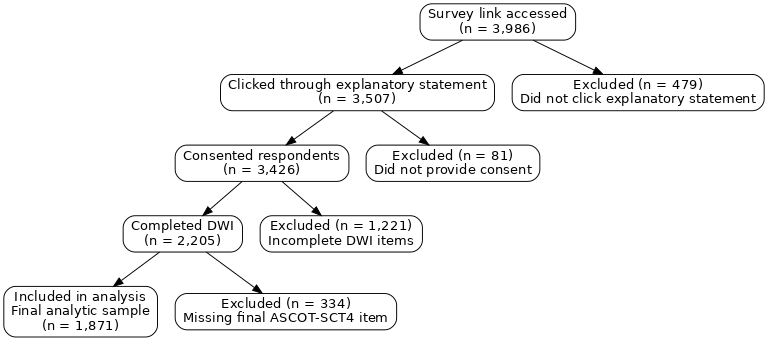 Survey link accessed
(n = 3,986)
Clicked through explanatory statement
(n = 3,507)
Excluded (n = 479)
Did not click explanatory statement
Consented respondents
(n = 3,426)
Excluded (n = 81)
Did not provide consent
Completed DWI
(n = 2,205)
Excluded (n = 1,221)
Incomplete DWI items
Included in analysis
Final analytic sample
(n = 1,871)
Excluded (n = 334)
Missing final ASCOT-SCT4 item